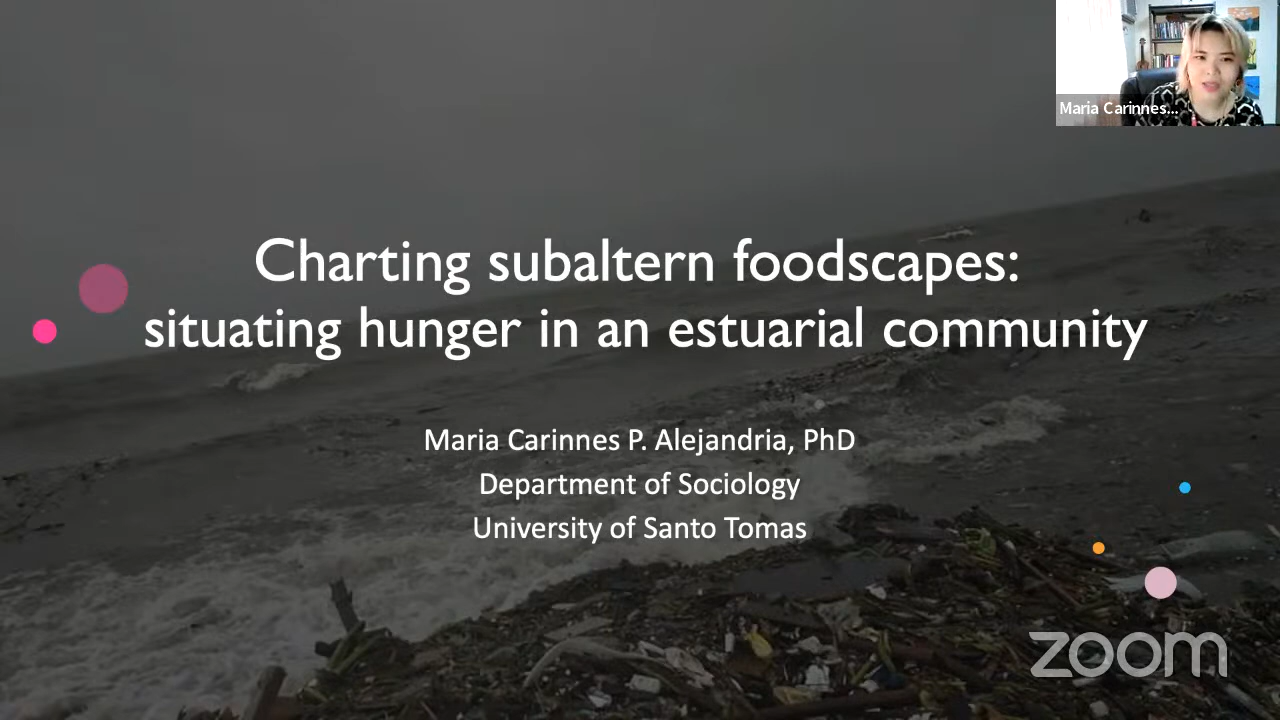 Maria Carinnes...
Charting subaltern foodscapes:
situating hunger in an estuarial community
Maria Carinnes P. Alejandria, PhD
Department of Sociology
University of Santo Tomas
zoom